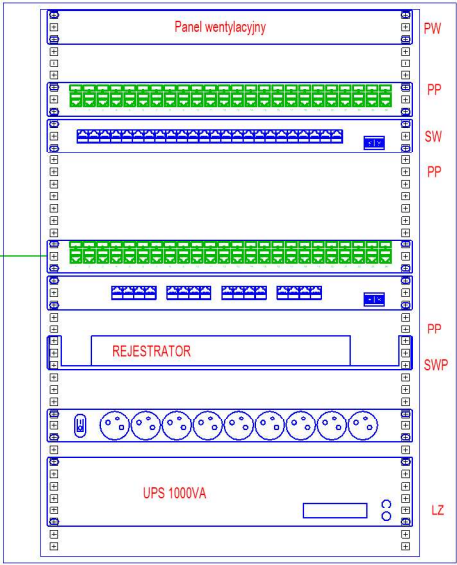 Panel wentylacyjny
PW
PP
SW
PP
PP
REJESTRATOR
SWP
UPS 1000VA
LZ